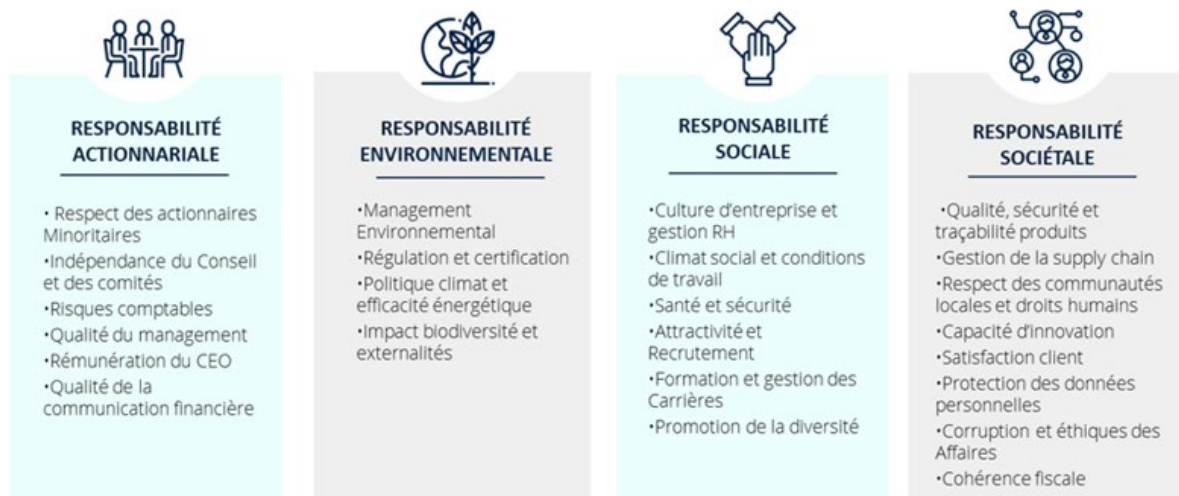 RESPONSABILITÉ
ACTIONNARIALE
• Respect des actionnaires
Minoritaires
•Indépendance du Conseil
et des comités
•Risques comptables
•Qualité du management
•Rémunération du CEO
•Qualité de la
communication financière
RESPONSABILITÉ
ENVIRONNEMENTALE
•Management
Environnemental
•Régulation et certification
•Politique climat et
efficacité énergétique
•Impact biodiversité et
externalités
RESPONSABILITÉ
SOCIALE
•Culture d’entreprise et
gestion RH
•Climat social et conditions
de travail
•Santé et sécurité
•Attractivité et
Recrutement
•Formation et gestion des
Carrières
•Promotion de la diversité
RESPONSABILITÉ
SOCIÉTALE
•Qualité, sécurité et
traçabilité produits
•Gestion de la supply chain
•Respect des communautés
locales et droits humains
•Capacité d’innovation
•Satisfaction client
•Protection des données
personnelles
•Corruption et éthiques des
Affaires
•Cohérence fiscale